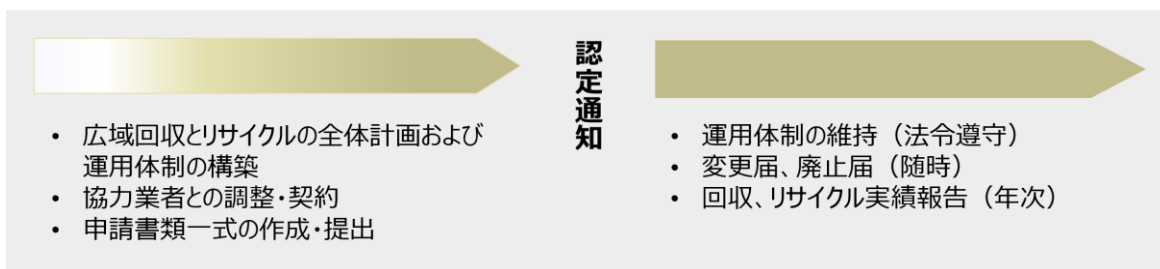 • 広域回収とリサイクルの全体計画および
運用体制の構築
• 協力業者との調整・契約
• 申請書類一式の作成・提出
認定通知
• 運用体制の維持（法令遵守）
• 変更届、廃止届（随時）
• 回収、リサイクル実績報告（年次）